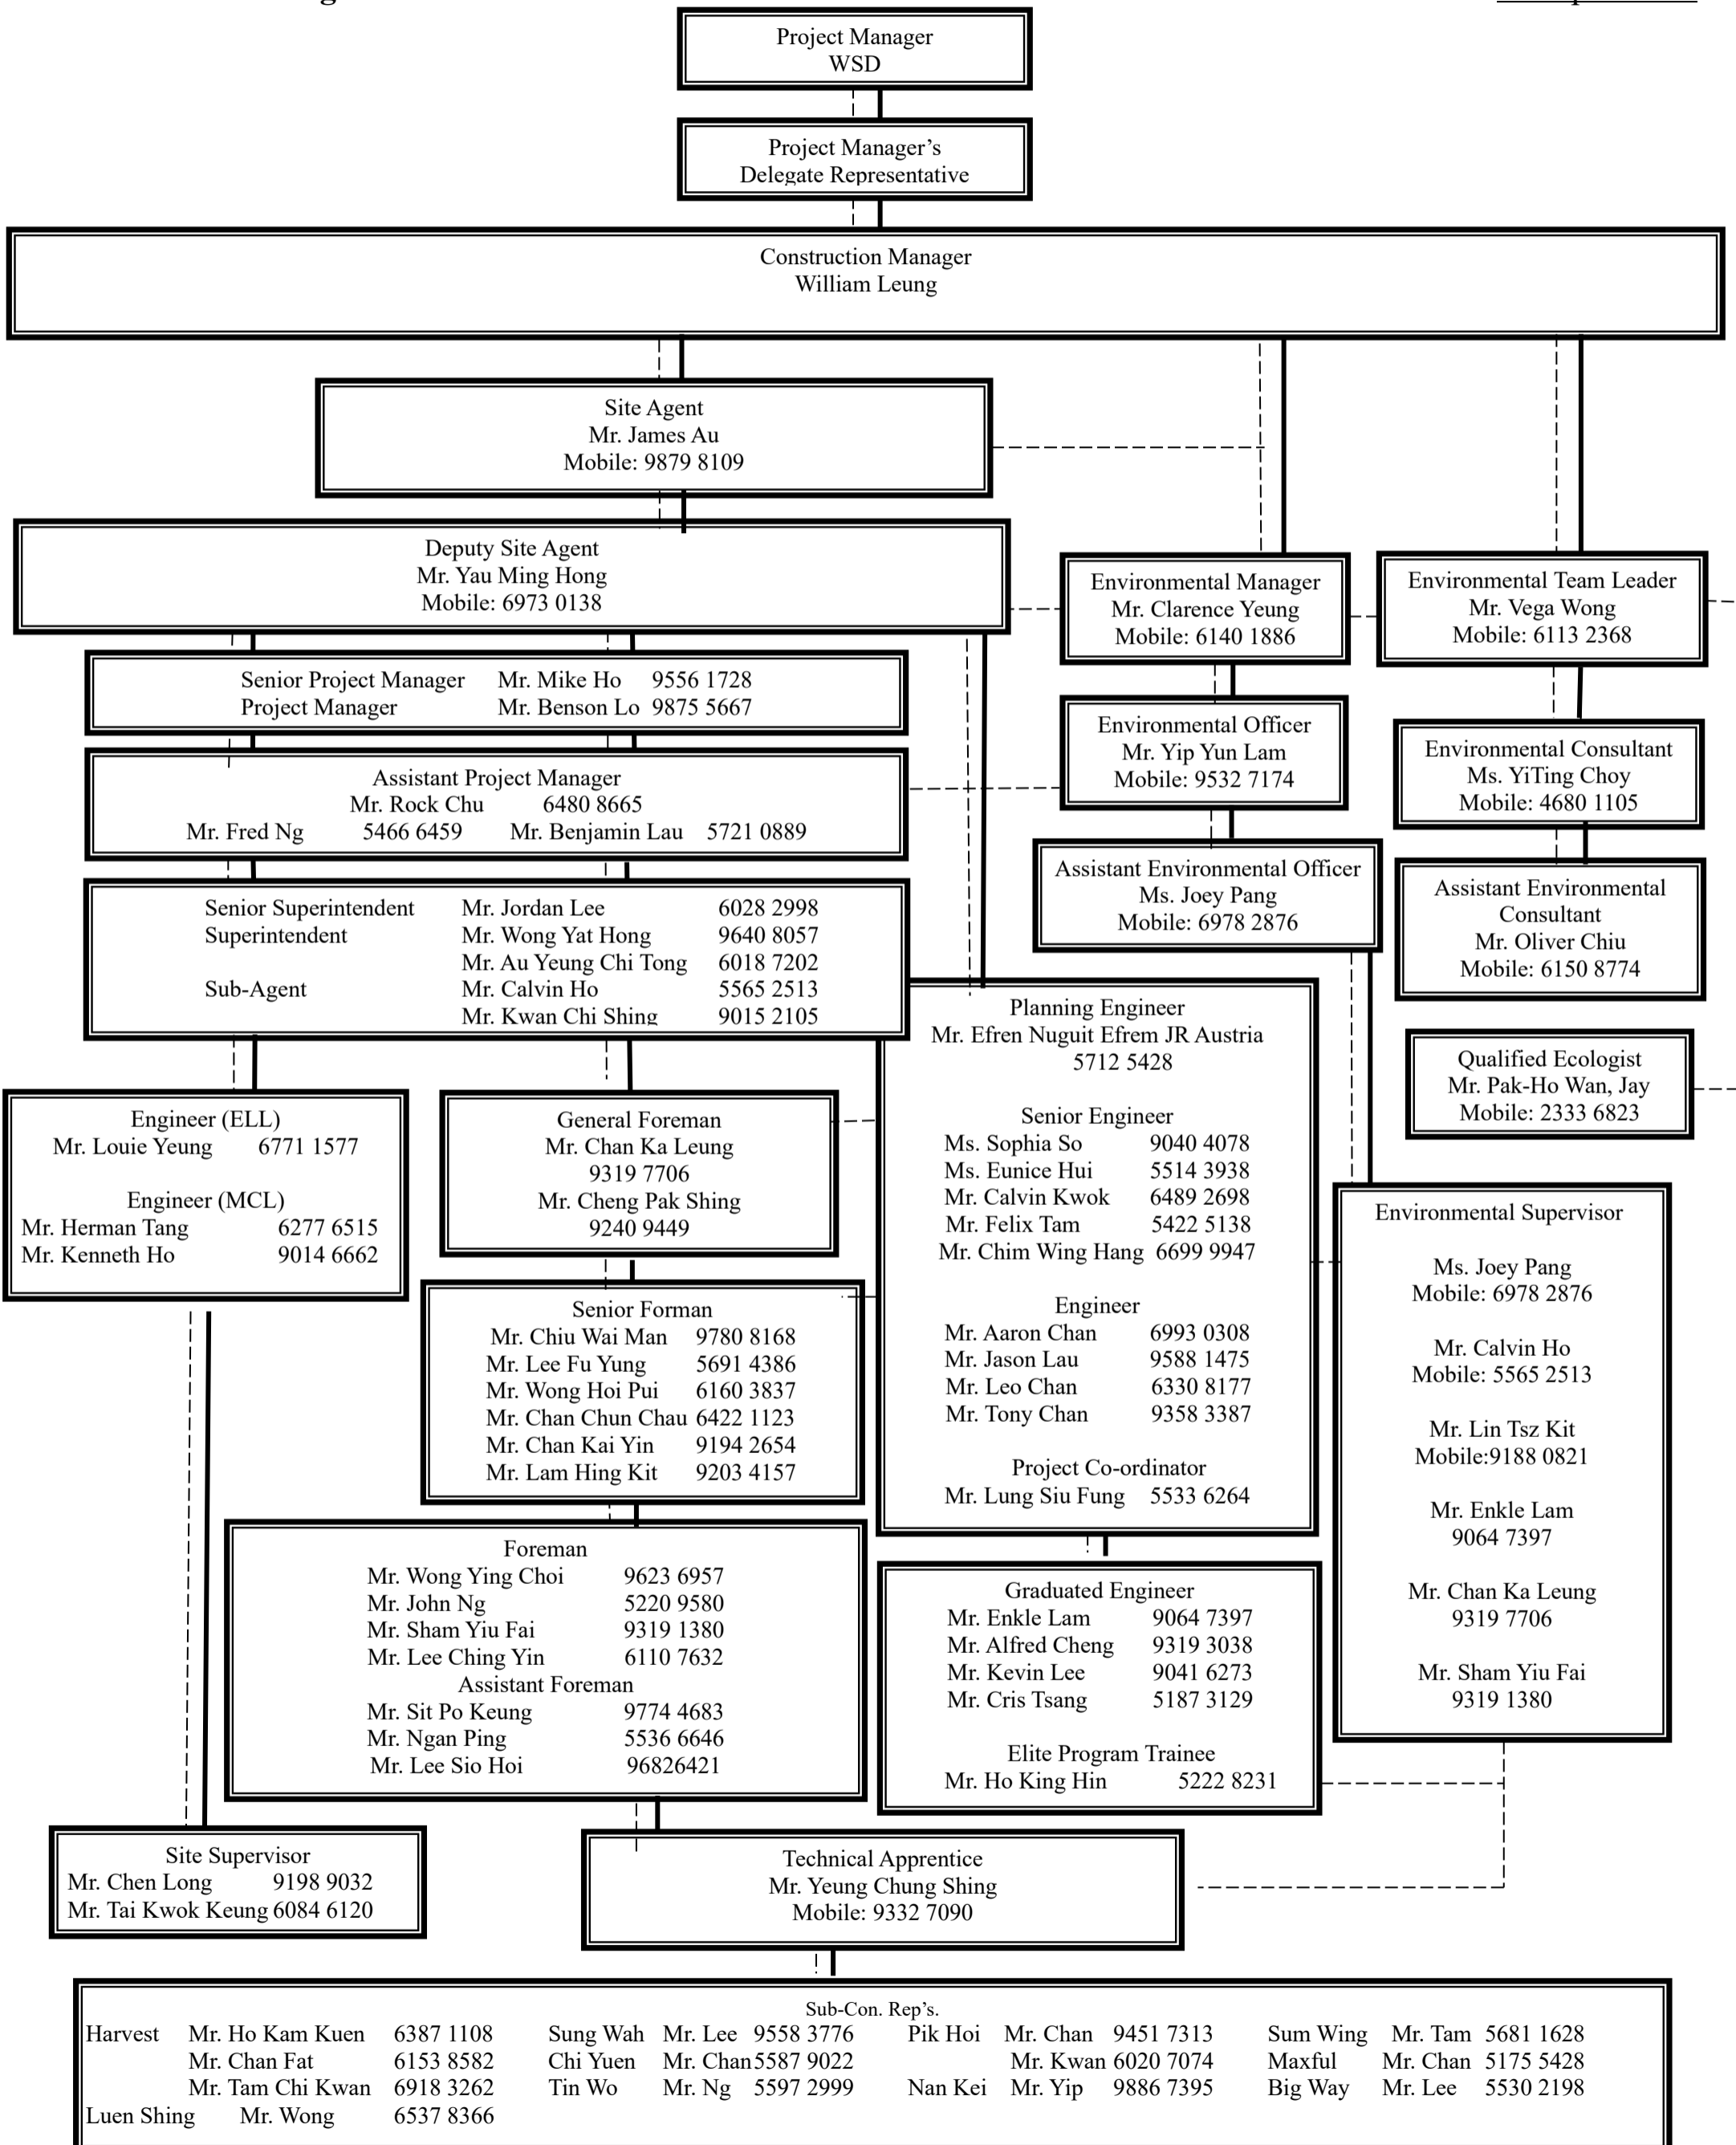 Project Manager
WSD
Project Manager’s
Delegate Representative
Construction Manager
William Leung
Site Agent
Mr. James Au
Mobile: 9879 8109
Deputy Site Agent
Mr. Yau Ming Hong
Mobile: 6973 0138
Environmental Manager
Mr. Clarence Yeung
Mobile: 6140 1886
Environmental Team Leader
Mr. Vega Wong
Mobile: 6113 2368
Senior Project Manager Mr. Mike Ho 9556 1728
Project Manager Mr. Benson Lo 9875 5667
Environmental Officer
Mr. Yip Yun Lam
Mobile: 9532 7174
Environmental Consultant
Ms. YiTing Choy
Mobile: 4680 1105
Assistant Project Manager
Mr. Rock Chu 6480 8665
Mr. Fred Ng 5466 6459 Mr. Benjamin Lau 5721 0889
Assistant Environmental Officer
Ms. Joey Pang
Mobile: 6978 2876
Assistant Environmental
Consultant
Mr. Oliver Chiu
Mobile: 6150 8774
Senior Superintendent Mr. Jordan Lee 6028 2998
Superintendent Mr. Wong Yat Hong 9640 8057
Mr. Au Yeung Chi Tong 6018 7202
Sub-Agent Mr. Calvin Ho 5565 2513
Mr. Kwan Chi Shing 9015 2105
Planning Engineer
Mr. Efren Nuguit Efrem JR Austria
5712 5428
Senior Engineer
Ms. Sophia So 9040 4078
Ms. Eunice Hui 5514 3938
Mr. Calvin Kwok 6489 2698
Mr. Felix Tam 5422 5138
Mr. Chim Wing Hang 6699 9947
Engineer
Mr. Aaron Chan 6993 0308
Mr. Jason Lau 9588 1475
Mr. Leo Chan 6330 8177
Mr. Tony Chan 9358 3387
Project Co-ordinator
Mr. Lung Siu Fung 5533 6264
Qualified Ecologist
Mr. Pak-Ho Wan, Jay
Mobile: 2333 6823
Engineer (ELL)
Mr. Louie Yeung 6771 1577
Engineer (MCL)
Mr. Herman Tang 6277 6515
Mr. Kenneth Ho 9014 6662
General Foreman
Mr. Chan Ka Leung
9319 7706
Mr. Cheng Pak Shing
9240 9449
Environmental Supervisor
Ms. Joey Pang
Mobile: 6978 2876
Mr. Calvin Ho
Mobile: 5565 2513
Mr. Lin Tsz Kit
Mobile:9188 0821
Mr. Enkle Lam
9064 7397
Mr. Chan Ka Leung
9319 7706
Mr. Sham Yiu Fai
9319 1380
Senior Forman
Mr. Chiu Wai Man 9780 8168
Mr. Lee Fu Yung 5691 4386
Mr. Wong Hoi Pui 6160 3837
Mr. Chan Chun Chau 6422 1123
Mr. Chan Kai Yin 9194 2654
Mr. Lam Hing Kit 9203 4157
Foreman
Mr. Wong Ying Choi 9623 6957
Mr. John Ng 5220 9580
Mr. Sham Yiu Fai 9319 1380
Mr. Lee Ching Yin 6110 7632
Assistant Foreman
Mr. Sit Po Keung 9774 4683
Mr. Ngan Ping 5536 6646
Mr. Lee Sio Hoi 96826421
Graduated Engineer
Mr. Enkle Lam 9064 7397
Mr. Alfred Cheng 9319 3038
Mr. Kevin Lee 9041 6273
Mr. Cris Tsang 5187 3129
Elite Program Trainee
Mr. Ho King Hin 5222 8231
Site Supervisor
Mr. Chen Long 9198 9032
Mr. Tai Kwok Keung 6084 6120
Technical Apprentice
Mr. Yeung Chung Shing
Mobile: 9332 7090
Sub-Con. Rep’s.
Harvest Mr. Ho Kam Kuen 6387 1108 Sung Wah Mr. Lee 9558 3776 Pik Hoi Mr. Chan 9451 7313 Sum Wing Mr. Tam 5681 1628
Mr. Chan Fat 6153 8582 Chi Yuen Mr. Chan 5587 9022 Mr. Kwan 6020 7074 Maxful Mr. Chan 5175 5428
Mr. Tam Chi Kwan 6918 3262 Tin Wo Mr. Ng 5597 2999 Nan Kei Mr. Yip 9886 7395 Big Way Mr. Lee 5530 2198
Luen Shing Mr. Wong 6537 8366